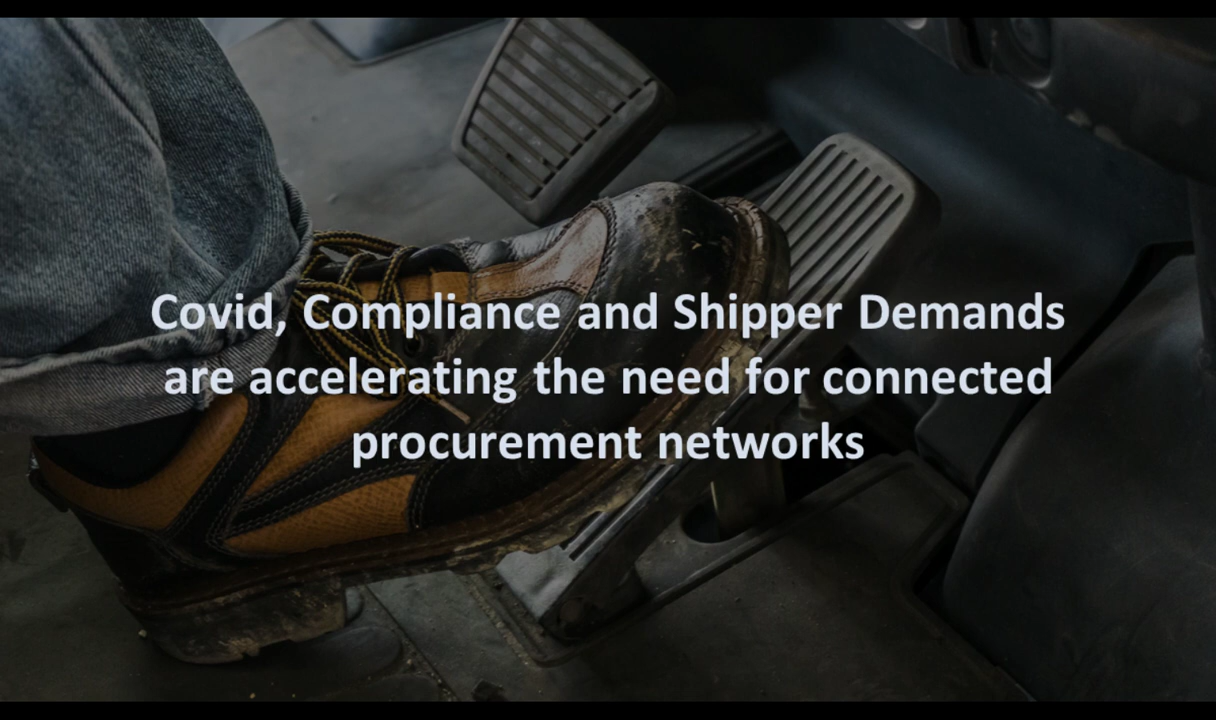 Covid, Compliance and Shipper Demands
are accelerating the need for connected
procurement networks